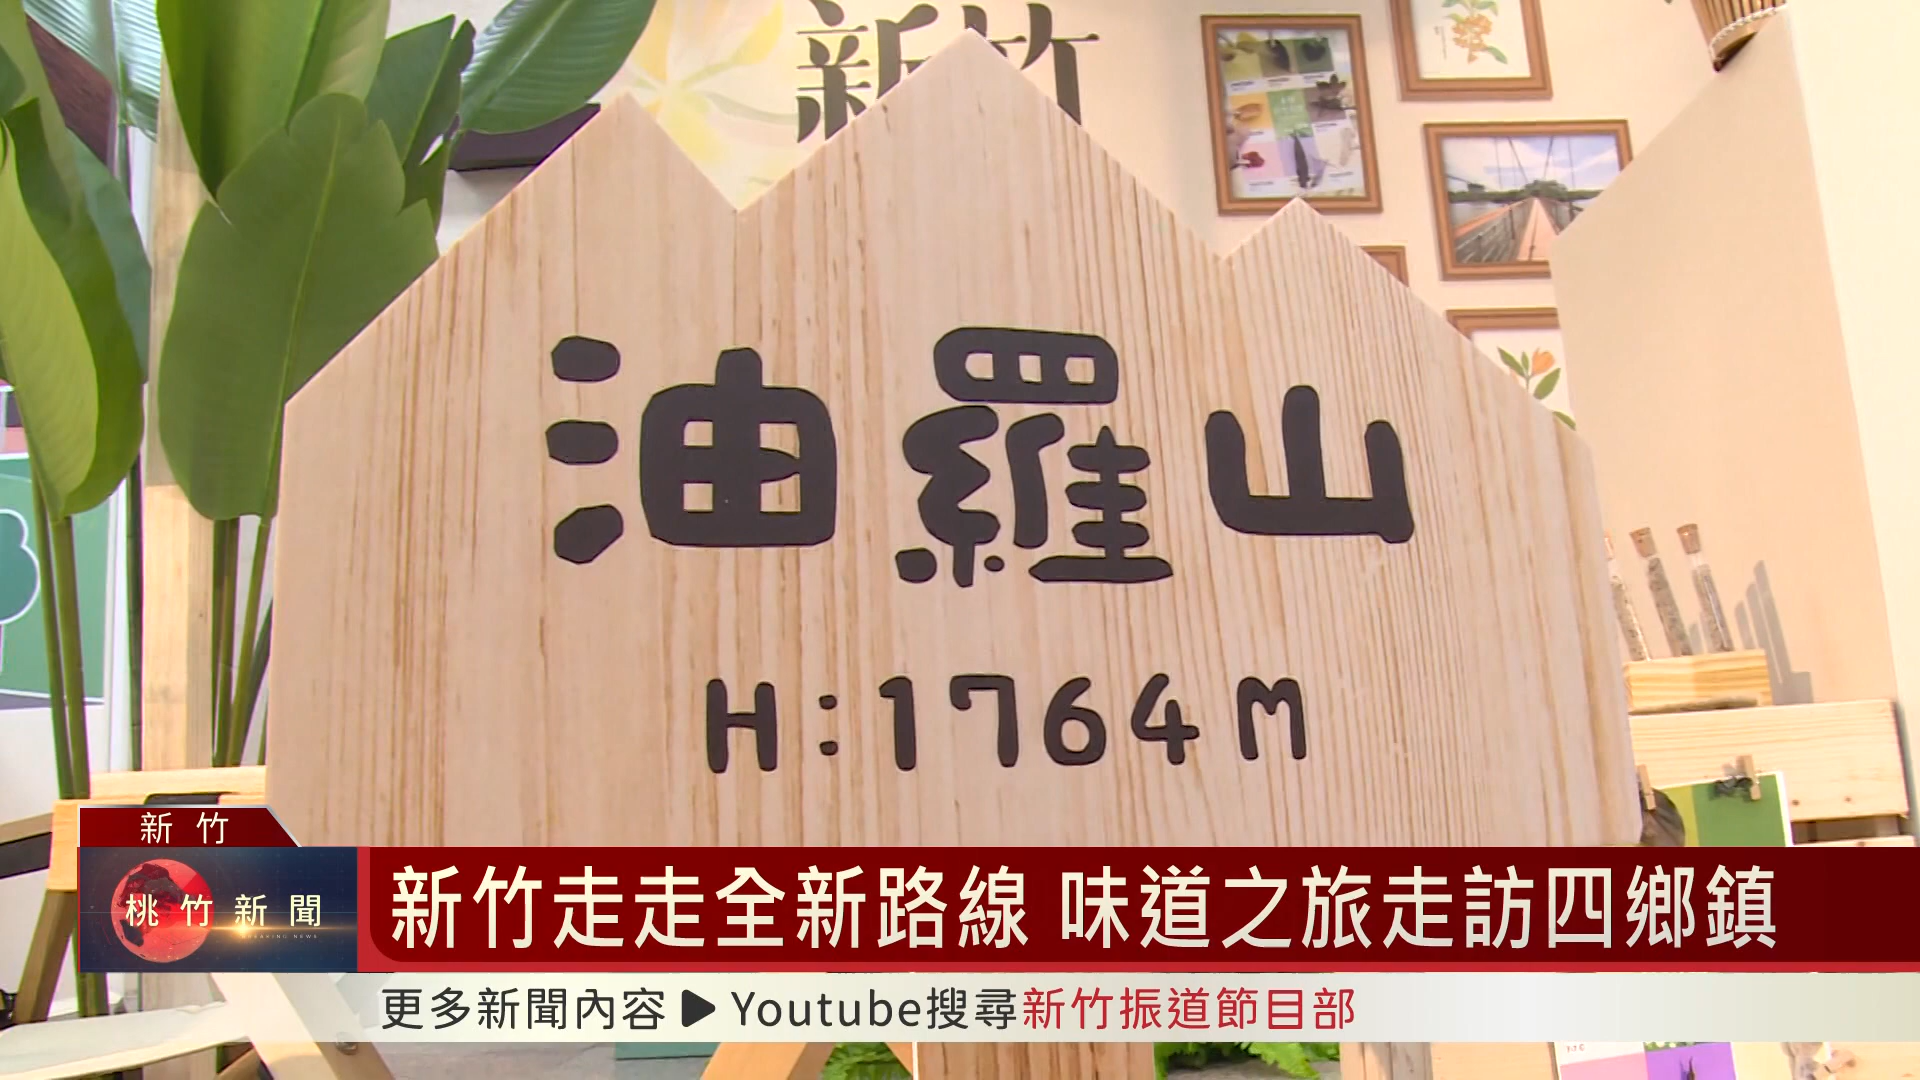 新竹
油羅山
H:1764M
新竹
桃竹新聞
BREAKING NEWS
新竹走走全新路線 味道之旅走訪四鄉鎮
更多新聞內容▶Youtube搜尋新竹振道節目部